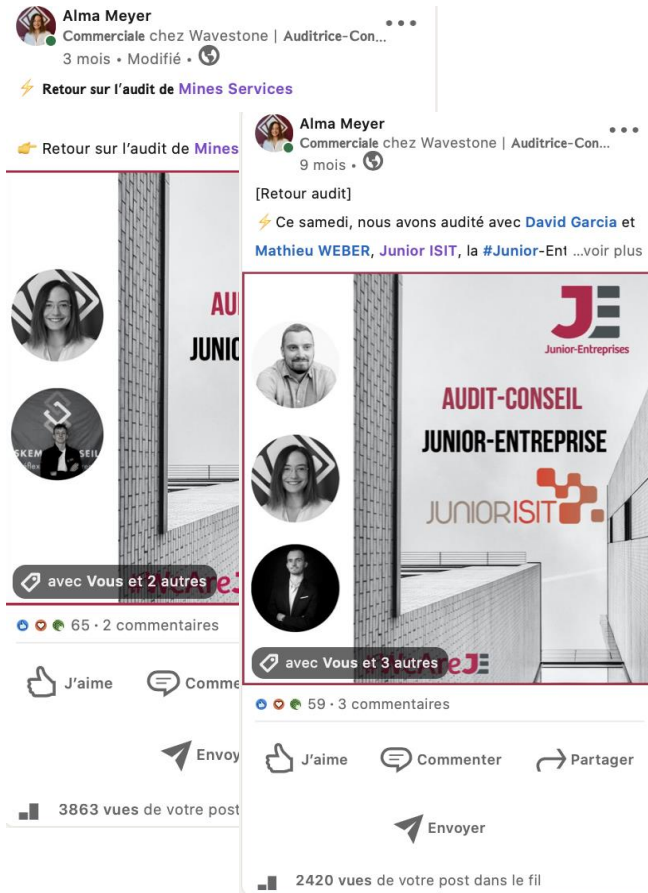 Alma Meyer
Commerciale chez Wavestone | Auditrice-Con...
3 mois • Modifié •
⚡ Retour sur l'audit de Mines Services
👉 Retour sur l'audit de Mines
AU
JUNIO
SKEM SEIL
#WeAreJE
avec Vous et 2 autres
65 · 2 commentaires
J'aime
Comme
Envoy
3863 vues de votre post
Alma Meyer
Commerciale chez Wavestone | Auditrice-Con...
9 mois •
[Retour audit]
⚡ Ce samedi, nous avons audité avec David Garcia et
Mathieu WEBER, Junior ISIT, la #Junior-Ent ...voir plus
JE
Junior-Entreprises
AUDIT-CONSEIL
JUNIOR-ENTREPRISE
JUNIORISIT
#WeAreJE
avec Vous et 3 autres
59 · 3 commentaires
J'aime
Commenter
Partager
Envoyer
2420 vues de votre post dans le fil